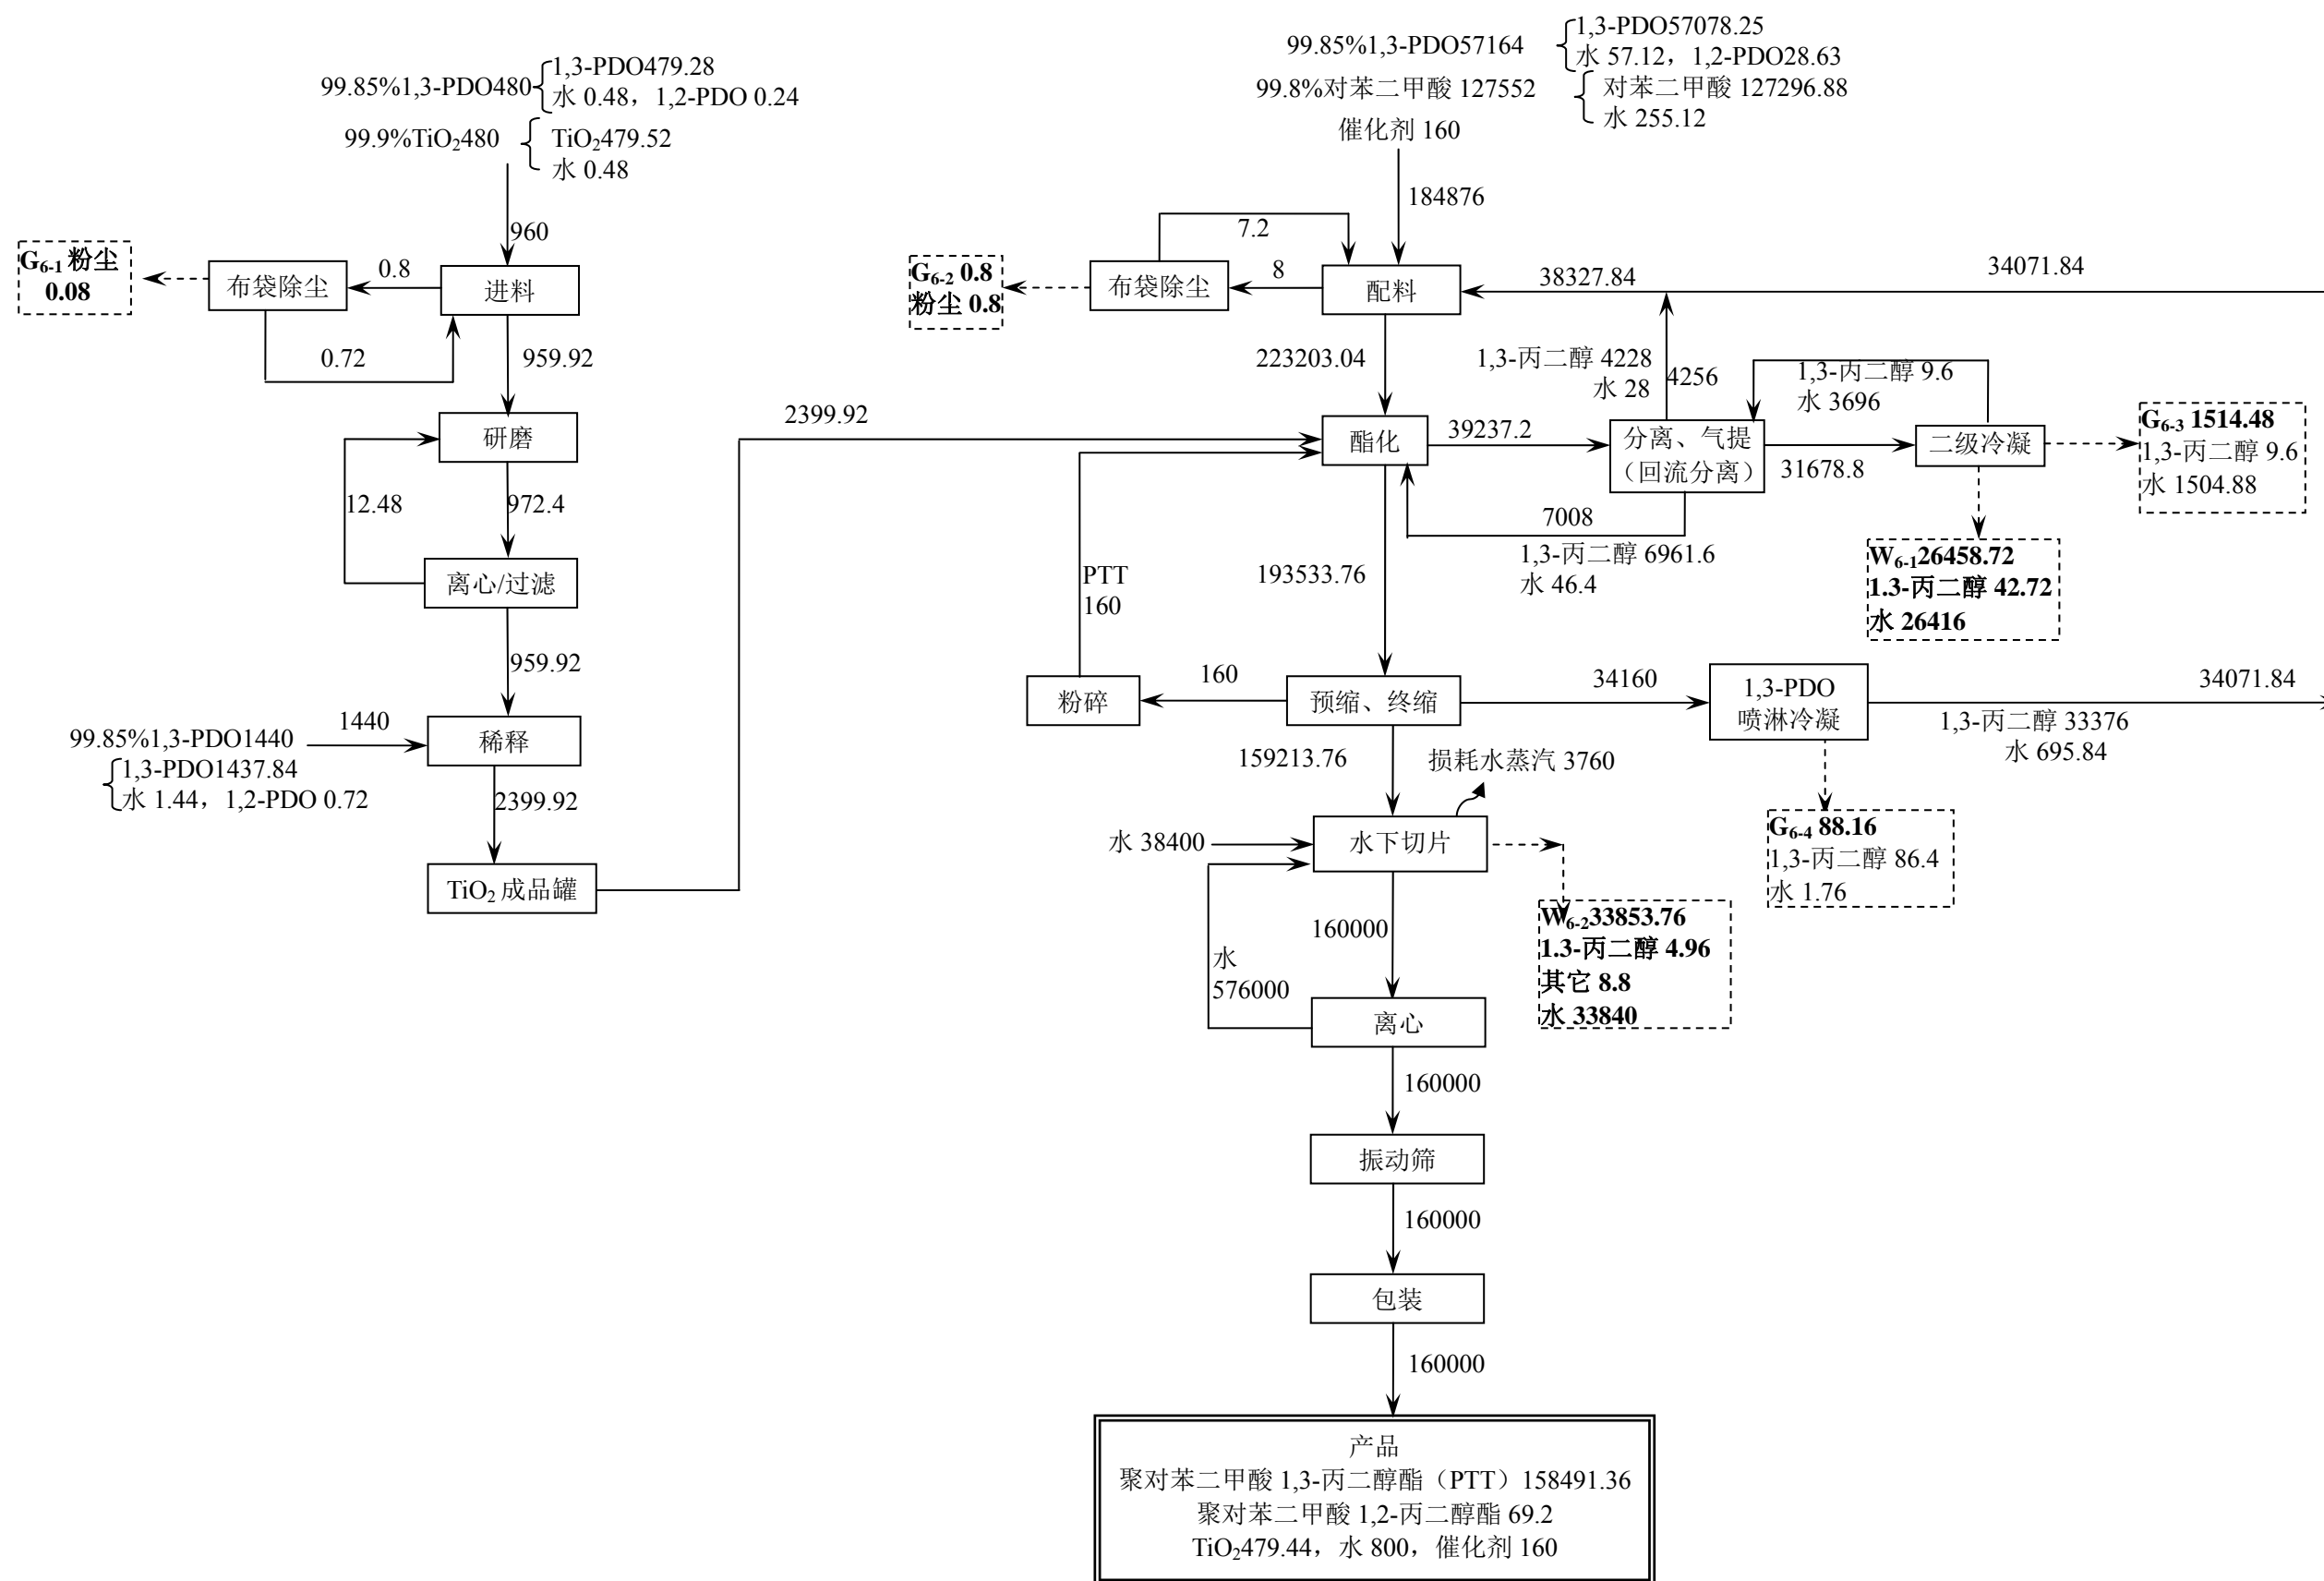 99.85%1,3-PDO480
1,3-PDO479.28
水 0.48，1,2-PDO 0.24
99.9%TiO₂480
TiO₂479.52
水 0.48
960
G₆₋₁ 粉尘
0.08
布袋除尘
0.8
进料
0.72
959.92
研磨
12.48
972.4
离心/过滤
959.92
99.85%1,3-PDO1440
1440
稀释
1,3-PDO1437.84
水 1.44，1,2-PDO 0.72
2399.92
TiO₂ 成品罐
2399.92
99.85%1,3-PDO57164
1,3-PDO57078.25
水 57.12，1,2-PDO28.63
99.8%对苯二甲酸 127552
对苯二甲酸 127296.88
水 255.12
催化剂 160
184876
7.2
G₆₋₂ 0.8
粉尘 0.8
布袋除尘
8
配料
38327.84
34071.84
223203.04
1,3-丙二醇 4228
水 28
4256
1,3-丙二醇 9.6
水 3696
酯化
39237.2
分离、气提
（回流分离）
31678.8
二级冷凝
G₆₋₃ 1514.48
1,3-丙二醇 9.6
水 1504.88
7008
1,3-丙二醇 6961.6
水 46.4
W₆₋₁26458.72
1.3-丙二醇 42.72
水 26416
193533.76
PTT
160
粉碎
160
预缩、终缩
34160
1,3-PDO
喷淋冷凝
34071.84
1,3-丙二醇 33376
水 695.84
159213.76
损耗水蒸汽 3760
G₆₋₄ 88.16
1,3-丙二醇 86.4
水 1.76
水 38400
水下切片
W₆₋₂33853.76
1.3-丙二醇 4.96
其它 8.8
水 33840
160000
水
576000
离心
160000
振动筛
160000
包装
160000
产品
聚对苯二甲酸 1,3-丙二醇酯（PTT）158491.36
聚对苯二甲酸 1,2-丙二醇酯 69.2
TiO₂479.44，水 800，催化剂 160